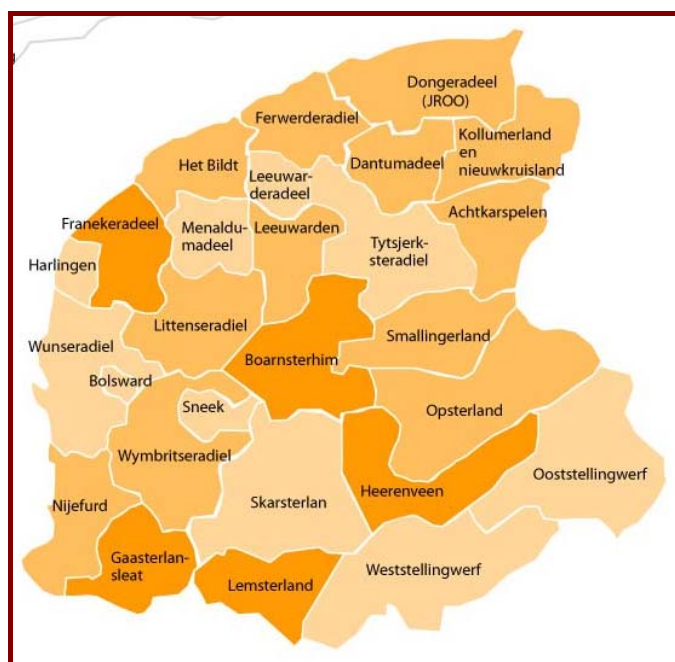 Dongeradeel
(JROO)
Ferwerderadiel
Kollumerland
en
nieuwkruisland
Het Bildt
Dantumadeel
Leeuwar-
deradeel
Achtkarspelen
Franekeradeel
Menaldu-
madeel
Leeuwarden
Tytsjerk-
steradiel
Harlingen
Littenseradiel
Smallingerland
Wunseradiel
Boarnsterhim
Bolsward
Sneek
Opsterland
Wymbritseradiel
Ooststellingwerf
Heerenveen
Skarsterlan
Nijefurd
Gaasterlan-
sleat
Lemsterland
Weststellingwerf